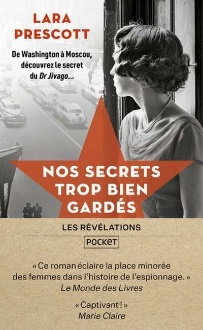 LARA
PRESCOTT
De Washington à Moscou,
découvrez le secret
du Dr Jivago...
NOS SECRETS
TROP BIEN
GARDÉS
LES RÉVÉLATIONS
POCKET
« Ce roman éclaire la place minorée
des femmes dans l'histoire de l'espionnage. »
Le Monde des Livres
« Captivant ! »
Marie Claire